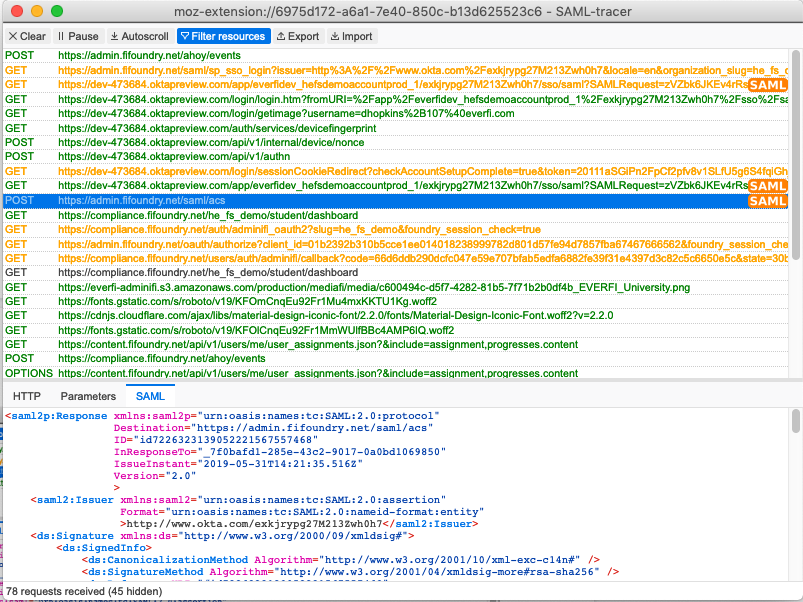 moz-extension://6975d172-a6a1-7e40-850c-b13d625523c6 - SAML-tracer
Clear Pause Autoscroll Filter resources Export Import
POST https://admin.fifoundry.net/ahoy/events
GET https://admin.fifoundry.net/saml/sp_sso_login?issuer=http%3A%2F%2Fwww.okta.com%2Fexkjrypg27M213Zwh0h7&locale=en&organization_slug=he_fs_d
GET https://dev-473684.oktapreview.com/app/everfidev_hefsdemoaccountprod_1/exkjrypg27M213Zwh0h7/sso/saml?SAMLRequest=zVZbk6JKEv4rRs SAML
GET https://dev-473684.oktapreview.com/login/login.htm?fromURI=%2Fapp%2Feverfidev_hefsdemoaccountprod_1%2Fexkjrypg27M213Zwh0h7%2Fsso%2Fsa
GET https://dev-473684.oktapreview.com/login/getimage?username=dhopkins%2B107%40everfi.com
GET https://dev-473684.oktapreview.com/auth/services/devicefingerprint
POST https://dev-473684.oktapreview.com/api/v1/internal/device/nonce
POST https://dev-473684.oktapreview.com/api/v1/authn
GET https://dev-473684.oktapreview.com/login/sessionCookieRedirect?checkAccountSetupComplete=true&token=20111aSGlPn2FpCf2pfv8v1SLfU5g6S4fqiGh
GET https://dev-473684.oktapreview.com/app/everfidev_hefsdemoaccountprod_1/exkjrypg27M213Zwh0h7/sso/saml?SAMLRequest=zVZbk6JKEv4rRs SAML
POST https://admin.fifoundry.net/saml/acs SAML
GET https://compliance.fifoundry.net/he_fs_demo/student/dashboard
GET https://compliance.fifoundry.net/auth/adminifi_oauth2?slug=he_fs_demo&foundry_session_check=true
GET https://admin.fifoundry.net/oauth/authorize?client_id=01b2392b310b5cce1ee014018238999782d801d57fe94d7857fba67467666562&foundry_session_che
GET https://compliance.fifoundry.net/users/auth/adminifi/callback?code=66d6ddb290dcfc047e59e707bfab5edfa6882fe39f31e4397d3c82c5c6650e5c&state=30b
GET https://compliance.fifoundry.net/he_fs_demo/student/dashboard
GET https://everfi-adminifi.s3.amazonaws.com/production/mediafi/media/c600494c-d5f7-4282-81b5-7f71b2b0df4b_EVERFI_University.png
GET https://fonts.gstatic.com/s/roboto/v19/KFOmCnqEu92Fr1Mu4mxKKTU1Kg.woff2
GET https://cdnjs.cloudflare.com/ajax/libs/material-design-iconic-font/2.2.0/fonts/Material-Design-Iconic-Font.woff2?v=2.2.0
GET https://fonts.gstatic.com/s/roboto/v19/KFOlCnqEu92Fr1MmWUlfBBc4AMP6lQ.woff2
GET https://content.fifoundry.net/api/v1/users/me/user_assignments.json?&include=assignment,progresses.content
POST https://compliance.fifoundry.net/ahoy/events
OPTIONS https://content.fifoundry.net/api/v1/users/me/user_assignments.json?&include=assignment,progresses.content
HTTP Parameters SAML
<saml2p:Response xmlns:saml2p="urn:oasis:names:tc:SAML:2.0:protocol"
Destination="https://admin.fifoundry.net/saml/acs"
ID="id72263231390522215675574​68"
InResponseTo="_7f0bafd1-285e-43c2-9017-0a0bd1069850"
IssueInstant="2019-05-31T14:21:35.516Z"
Version="2.0"
>
<saml2:Issuer xmlns:saml2="urn:oasis:names:tc:SAML:2.0:assertion"
Format="urn:oasis:names:tc:SAML:2.0:nameid-format:entity"
>http://www.okta.com/exkjrypg27M213Zwh0h7</saml2:Issuer>
<ds:Signature xmlns:ds="http://www.w3.org/2000/09/xmldsig#">
<ds:SignedInfo>
<ds:CanonicalizationMethod Algorithm="http://www.w3.org/2001/10/xml-exc-c14n#" />
<ds:SignatureMethod Algorithm="http://www.w3.org/2001/04/xmldsig-more#rsa-sha256" />
78 requests received (45 hidden)